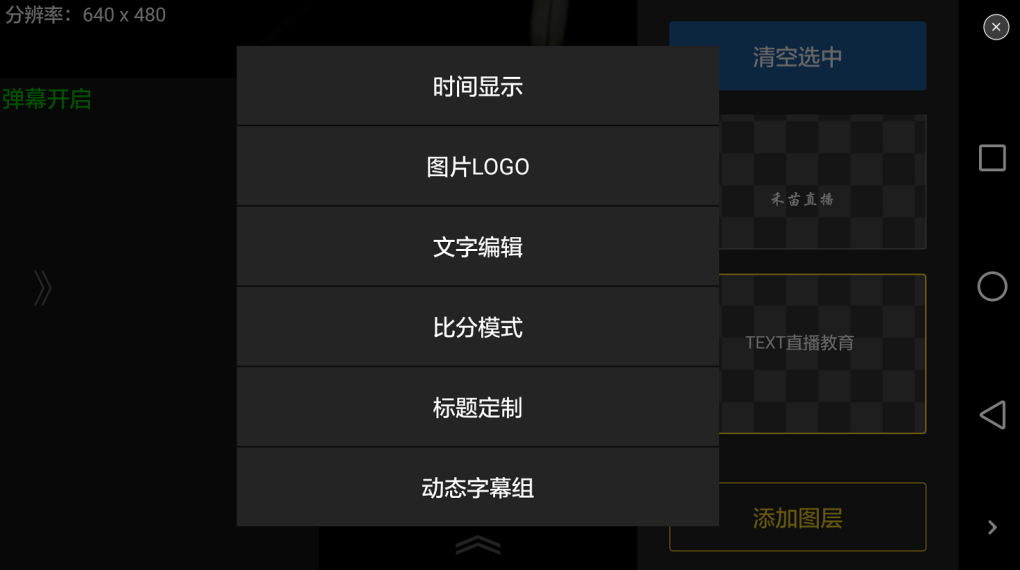 分辨率：640 x 480
弹幕开启
时间显示
图片LOGO
文字编辑
比分模式
标题定制
动态字幕组
清空选中
禾苗直播
TEXT直播教育
添加图层